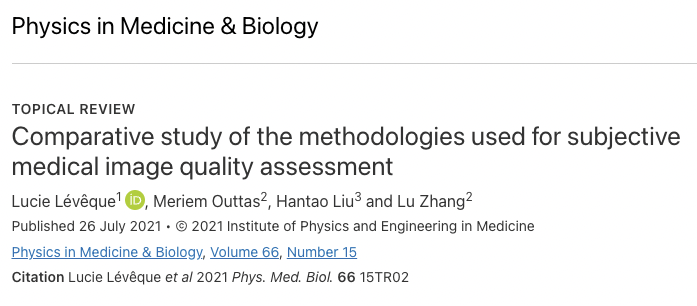 Physics in Medicine & Biology
TOPICAL REVIEW
Comparative study of the methodologies used for subjective
medical image quality assessment
Lucie Lévêque¹ iD, Meriem Outtas², Hantao Liu³ and Lu Zhang²
Published 26 July 2021 • © 2021 Institute of Physics and Engineering in Medicine
Physics in Medicine & Biology, Volume 66, Number 15
Citation Lucie Lévêque et al 2021 Phys. Med. Biol. 66 15TR02